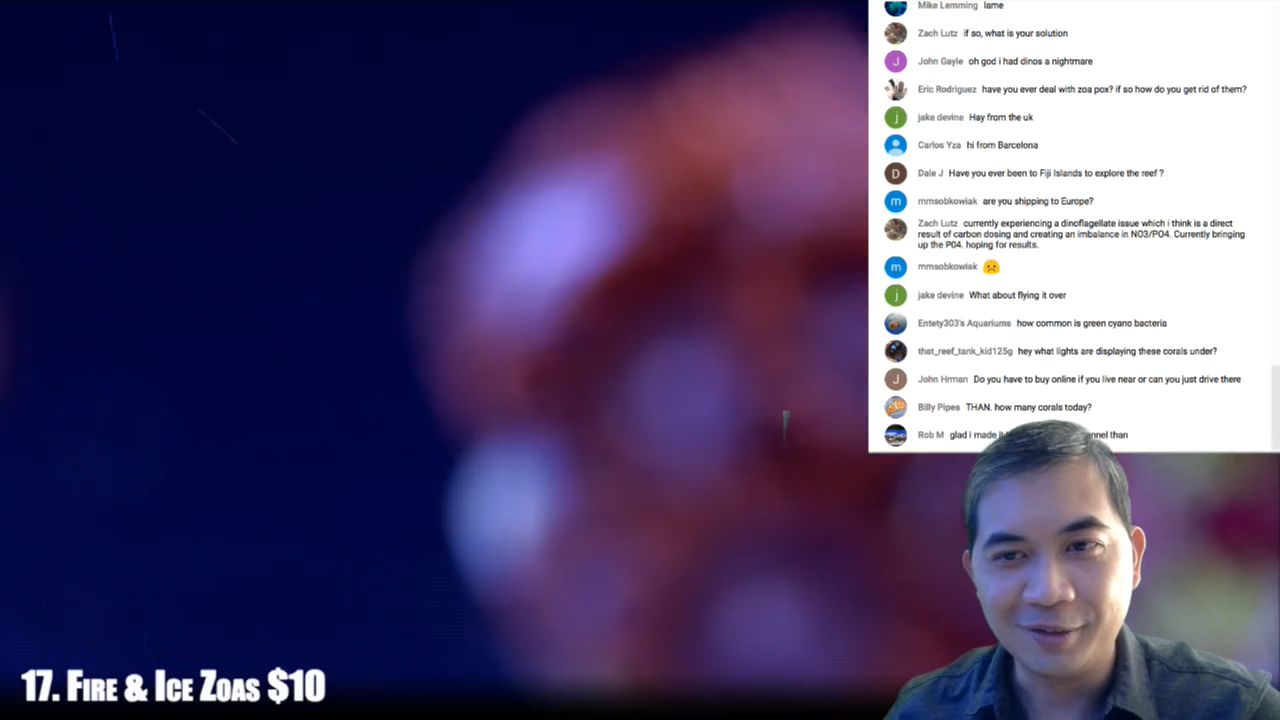 Mike Lemming lame
Zach Lutz if so, what is your solution
J John Gayle oh god i had dinos a nightmare
Eric Rodriguez have you ever deal with zoa pox? if so how do you get rid of them?
j jake devine Hay from the uk
Carlos Yza hi from Barcelona
D Dale J Have you ever been to Fiji Islands to explore the reef ?
m mmsobkowiak are you shipping to Europe?
Zach Lutz currently experiencing a dinoflagellate issue which i think is a direct
result of carbon dosing and creating an imbalance in NO3/PO4. Currently bringing
up the P04. hoping for results.
m mmsobkowiak ☹️
j jake devine What about flying it over
Entety303's Aquariums how common is green cyano bacteria
that_reef_tank_kid125g hey what lights are displaying these corals under?
J John Hrman Do you have to buy online if you live near or can you just drive there
Billy Pipes THAN. how many corals today?
Rob M glad i made than
17. Fire & Ice Zoas $10